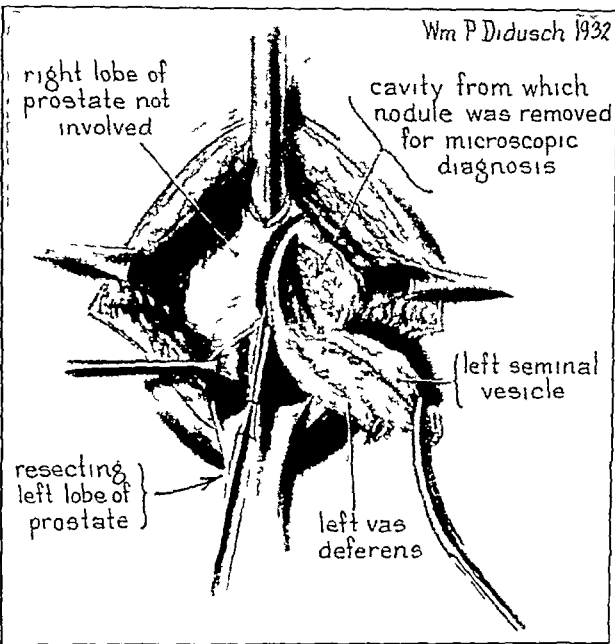 Wm P Didusch 1932
right lobe of
prostate not
involved
cavity from which
nodule was removed
for microscopic
diagnosis
left seminal
vesicle
resecting
left lobe of
prostate
left vas
deferens